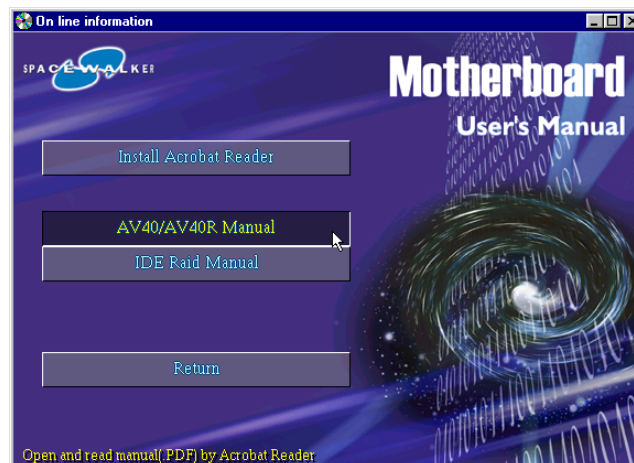 On line information
SPACEWALKER
Motherboard
User's Manual
Install Acrobat Reader
AV40/AV40R Manual
IDE Raid Manual
Return
Open and read manual(.PDF) by Acrobat Reader